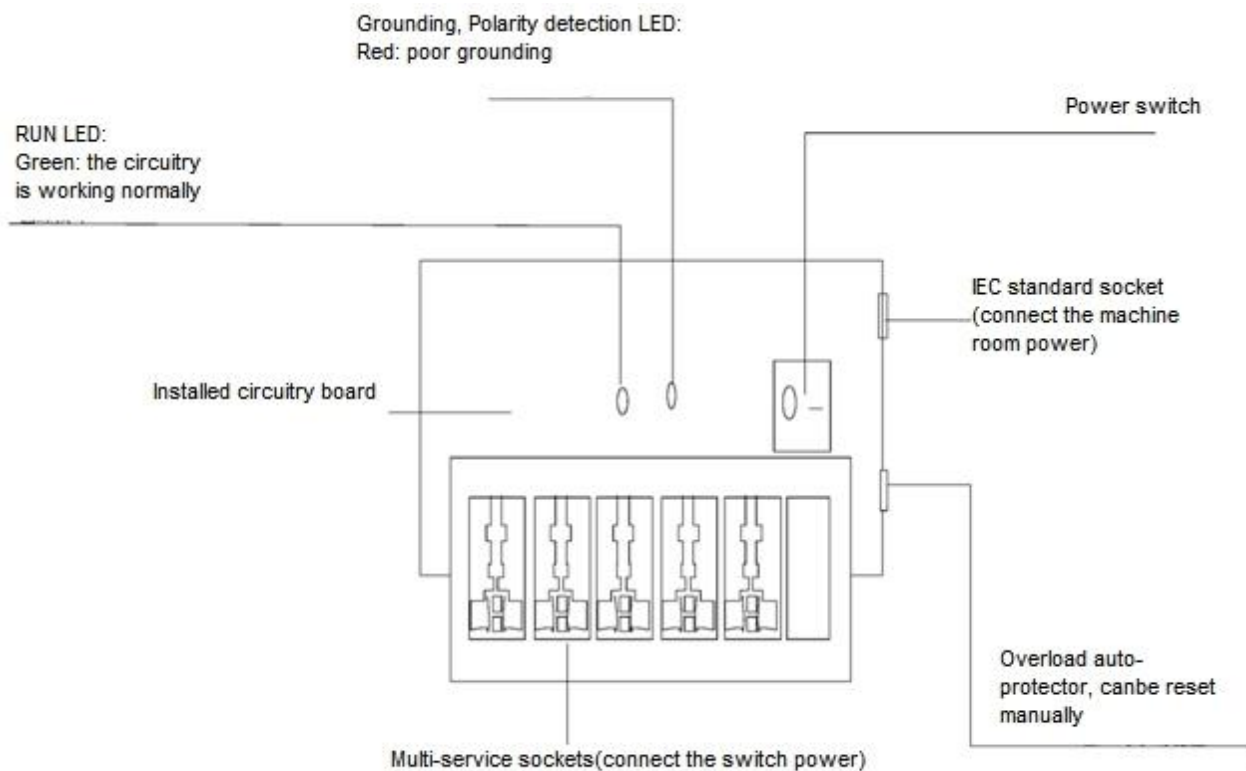 Grounding, Polarity detection LED:
Red: poor grounding
Power switch
RUN LED:
Green: the circuitry
is working normally
IEC standard socket
(connect the machine
room power)
Installed circuitry board
Overload auto-
protector, canbe reset
manually
Multi-service sockets(connect the switch power)